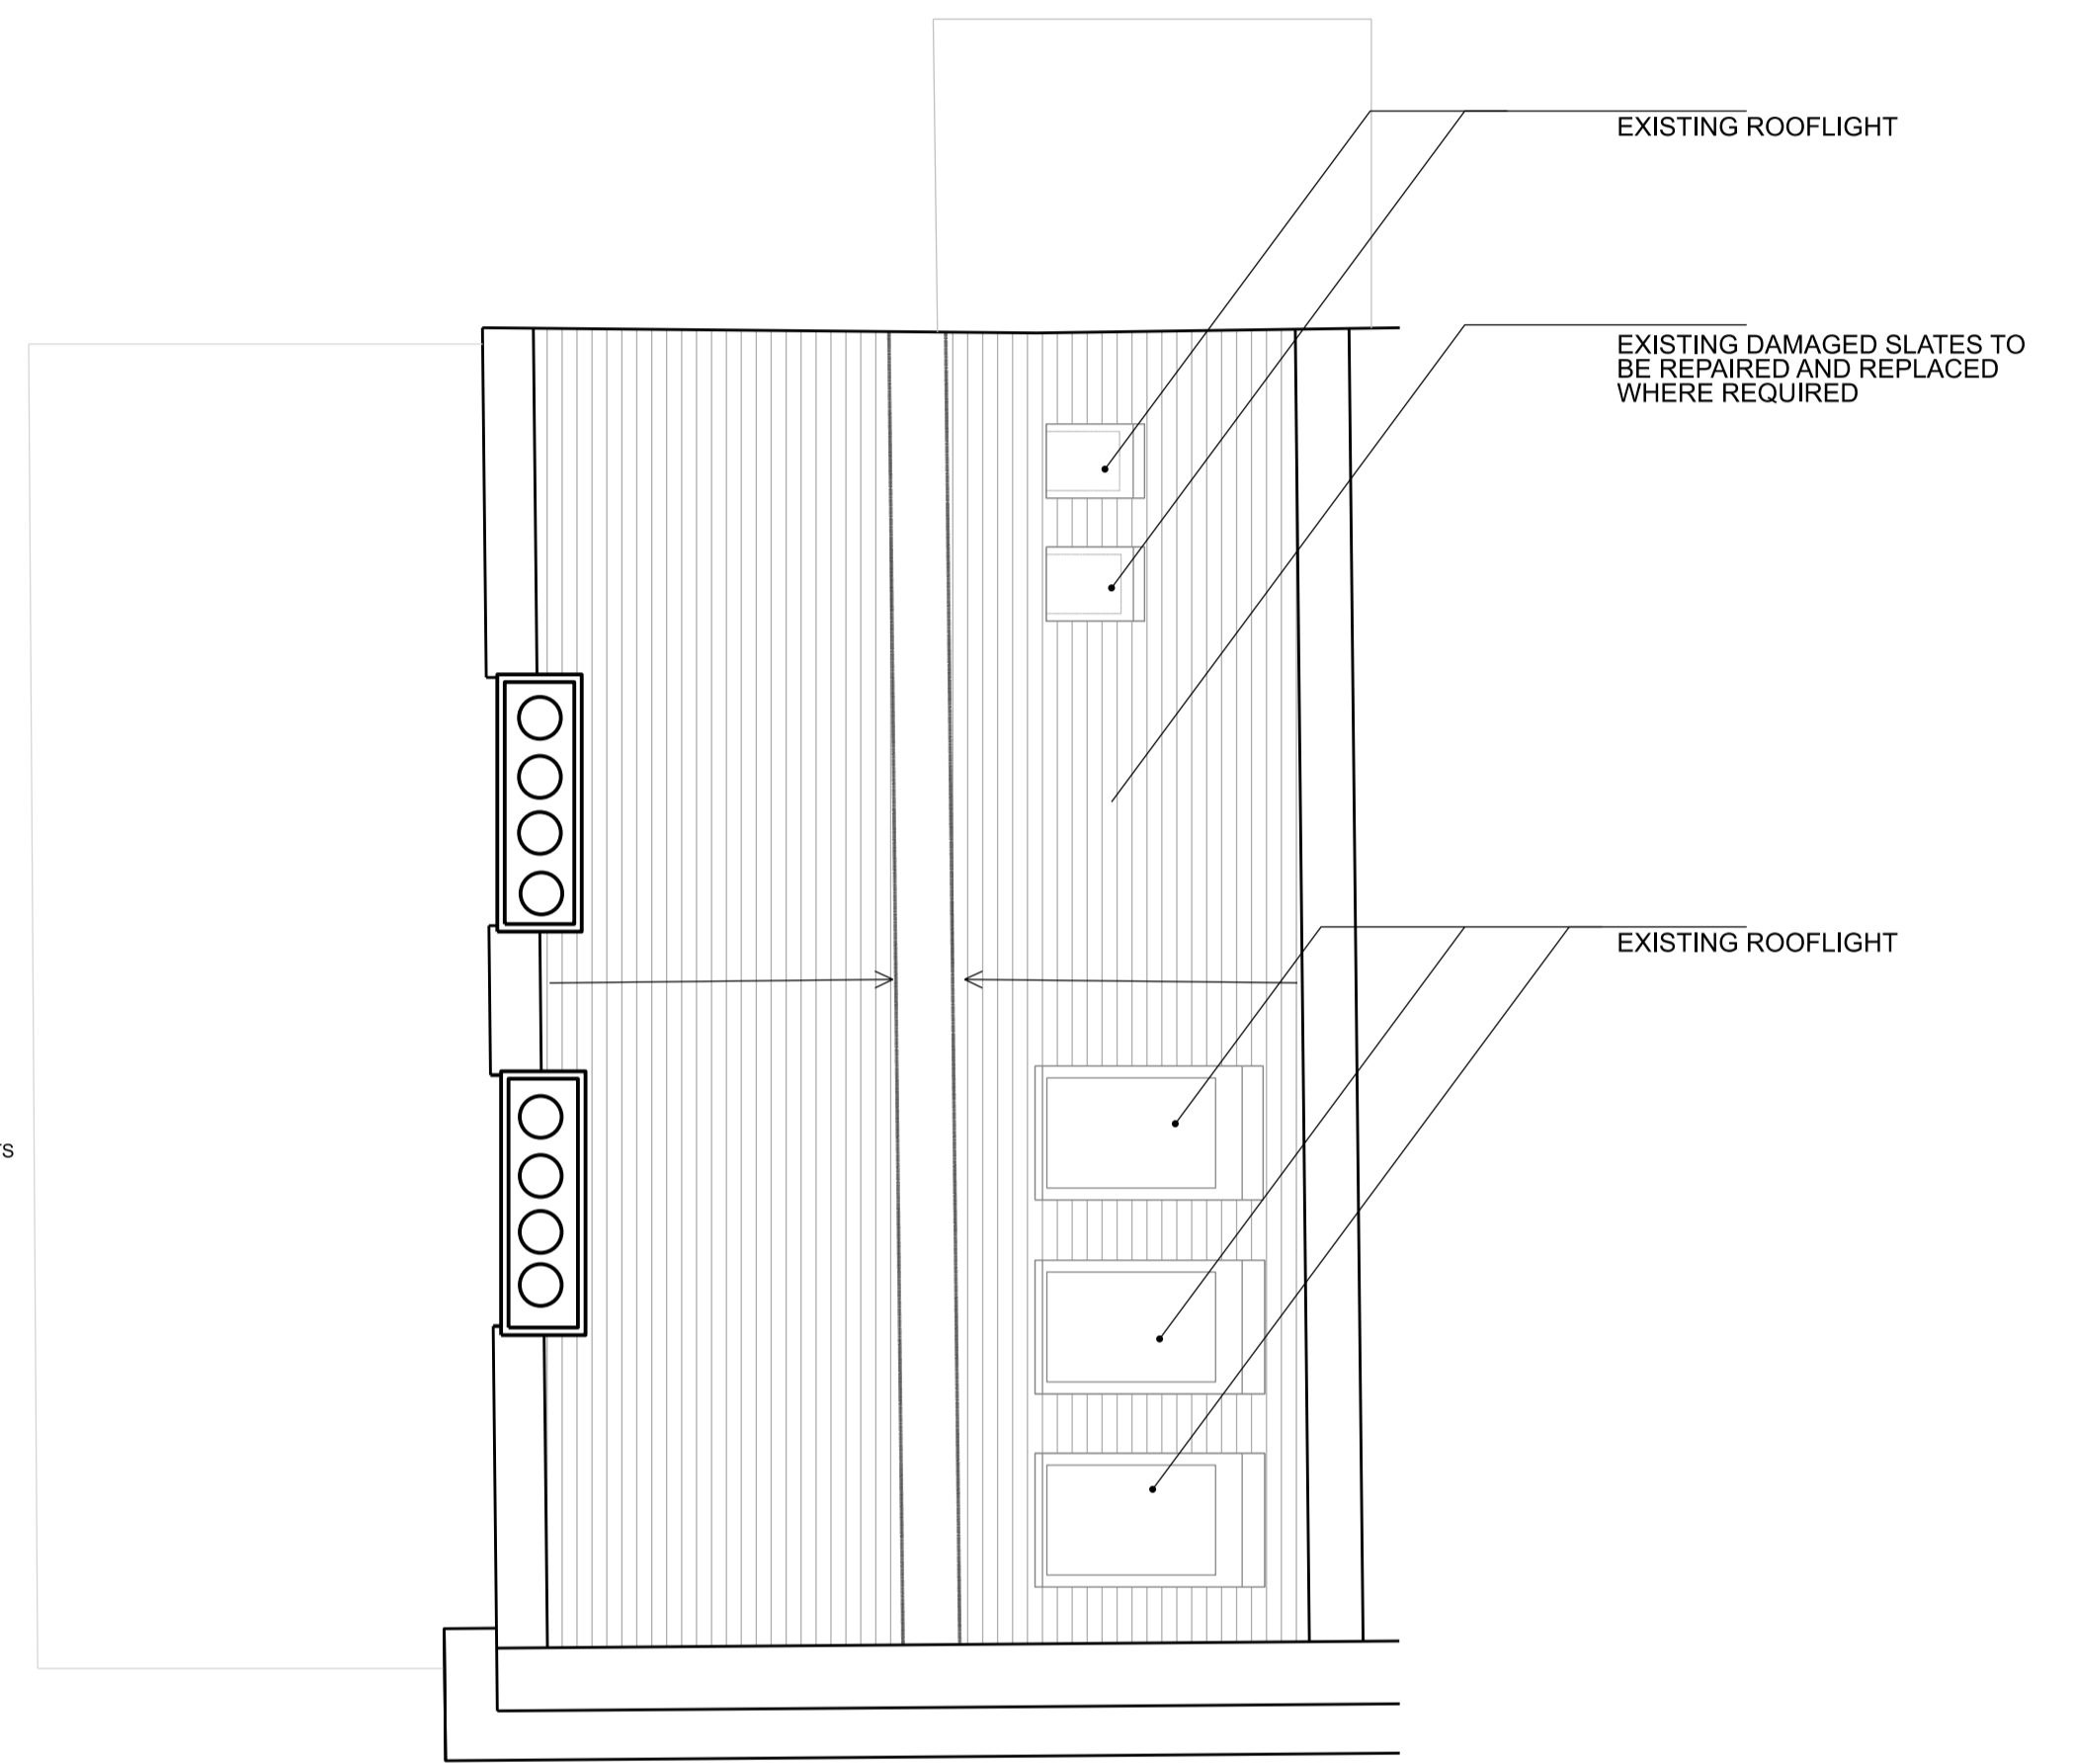 EXISTING ROOFLIGHT
EXISTING DAMAGED SLATES TO
BE REPAIRED AND REPLACED
WHERE REQUIRED
EXISTING ROOFLIGHT